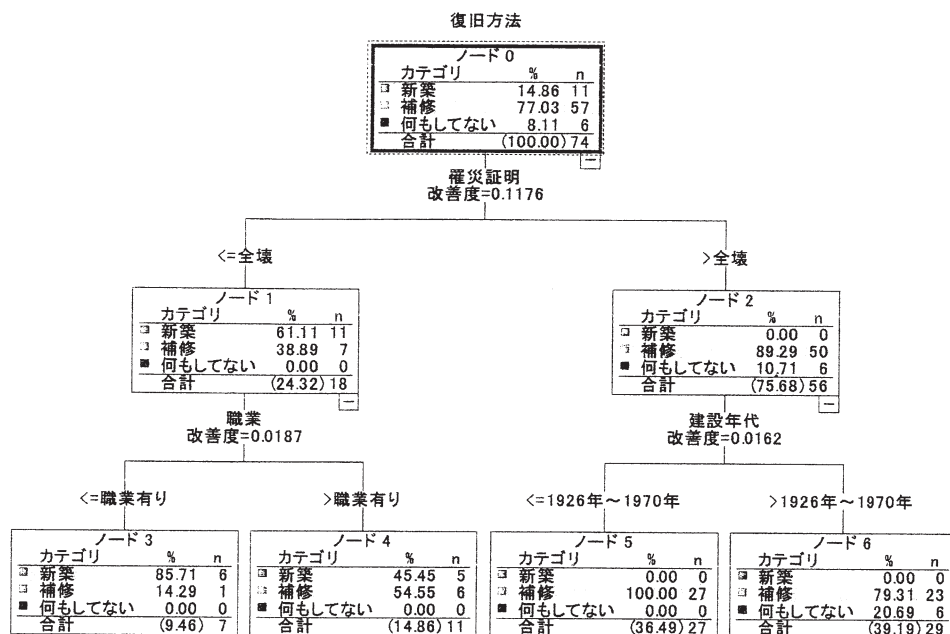 復旧方法
ノード 0
カテゴリ % n
新築 14.86 11
補修 77.03 57
何もしてない 8.11 6
合計 (100.00) 74
罹災証明
改善度=0.1176
<=全壊
>全壊
ノード 1
カテゴリ % n
新築 61.11 11
補修 38.89 7
何もしてない 0.00 0
合計 (24.32) 18
ノード 2
カテゴリ % n
新築 0.00 0
補修 89.29 50
何もしてない 10.71 6
合計 (75.68) 56
職業
改善度=0.0187
建設年代
改善度=0.0162
<=職業有り
>職業有り
<=1926年～1970年
>1926年～1970年
ノード 3
カテゴリ % n
新築 85.71 6
補修 14.29 1
何もしてない 0.00 0
合計 (9.46) 7
ノード 4
カテゴリ % n
新築 45.45 5
補修 54.55 6
何もしてない 0.00 0
合計 (14.86) 11
ノード 5
カテゴリ % n
新築 0.00 0
補修 100.00 27
何もしてない 0.00 0
合計 (36.49) 27
ノード 6
カテゴリ % n
新築 0.00 0
補修 79.31 23
何もしてない 20.69 6
合計 (39.19) 29